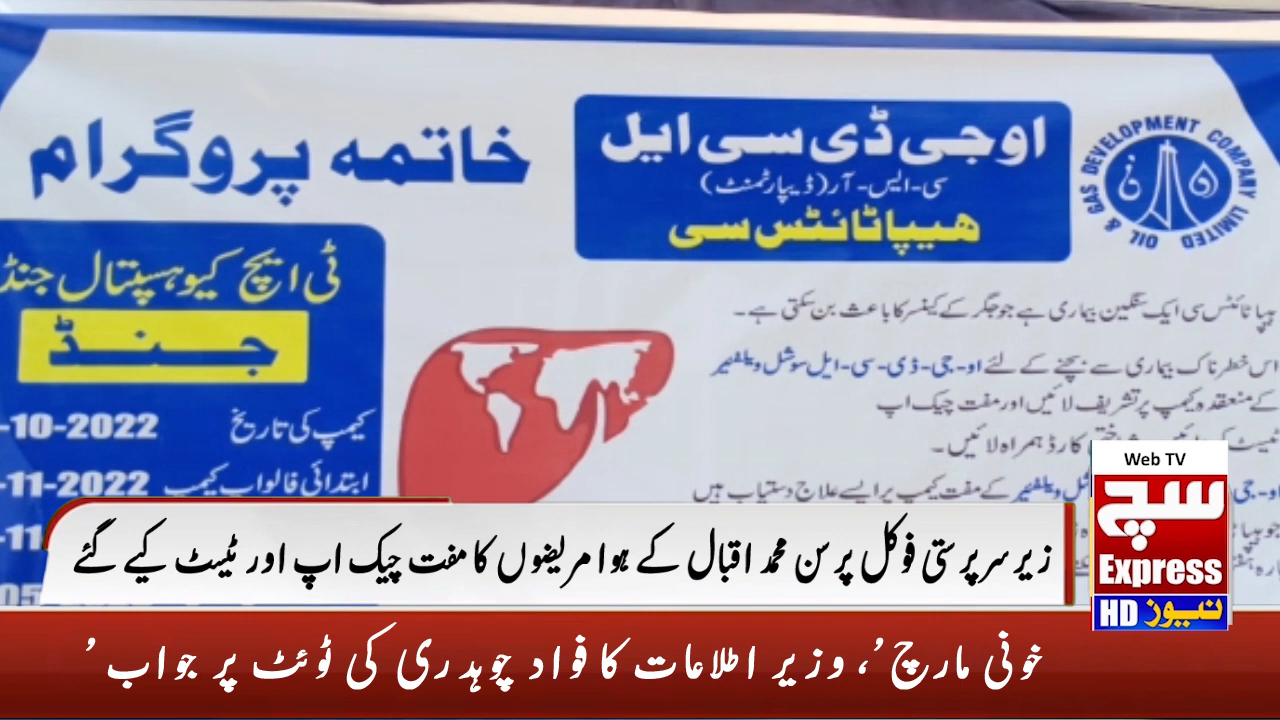 اوجی ڈی سی ایل
سی-ایس-آر (ڈیپارٹمنٹ)
ہیپاٹائٹس سی
خاتمہ پروگرام
OIL & GAS DEVELOPMENT COMPANY LIMITED
ٹی ایچ کیو ہسپتال جنڈ
جنڈ
کیمپ کی تاریخ -10-2022
ابتدائی فالواپ کیمپ -11-2022
-11
05
ہیپا ٹائٹس سی ایک سنگین بیماری ہے جو جگر کے کینسر کا باعث بن سکتی ہے۔
اس خطرناک بیماری سے بچنے کے لئے او-جی-ڈی-سی-ایل سوشل ویلفیئر
کے منعقدہ کیمپ پر تشریف لائیں اور مفت چیک اپ
کارڈ ہمراہ لائیں۔
ویلفیئر کے مفت کیمپ پر ایسے علاج دستیاب ہیں
Web TV
سچ
Express
HD نیوز
زیر سرپرستی فوکل پرسن محمد اقبال کے ہوا مریضوں کا مفت چیک اپ اور ٹیسٹ کیے گئے
خونی مارچ’، وزیر اطلاعات کا فواد چوہدری کی ٹوئٹ پر جواب ’